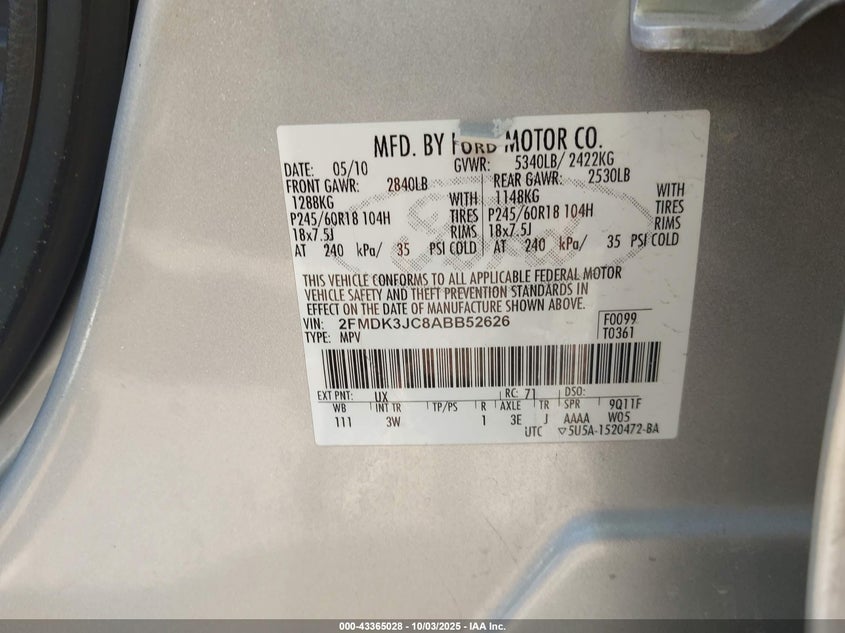 MFD. BY FORD MOTOR CO.
DATE: 05/10 GVWR: 5340LB/ 2422KG
FRONT GAWR: 2840LB REAR GAWR: 2530LB
1288KG WITH 1148KG WITH
P245/60R18 104H TIRES P245/60R18 104H TIRES
18x7.5J RIMS 18x7.5J RIMS
AT 240 kPa/ 35 PSI COLD AT 240 kPa/ 35 PSI COLD
THIS VEHICLE CONFORMS TO ALL APPLICABLE FEDERAL MOTOR
VEHICLE SAFETY AND THEFT PREVENTION STANDARDS IN
EFFECT ON THE DATE OF MANUFACTURE SHOWN ABOVE.
VIN: 2FMDK3JC8ABB52626 F0099
TYPE: MPV T0361
EXT PNT: UX RC: 71 DSO:
WB INT TR TP/PS R AXLE TR SPR 9Q11F
111 3W 1 3E J AAAA W05
UTC ▽5U5A-1520472-BA
000-43365028 - 10/03/2025 - IAA Inc.